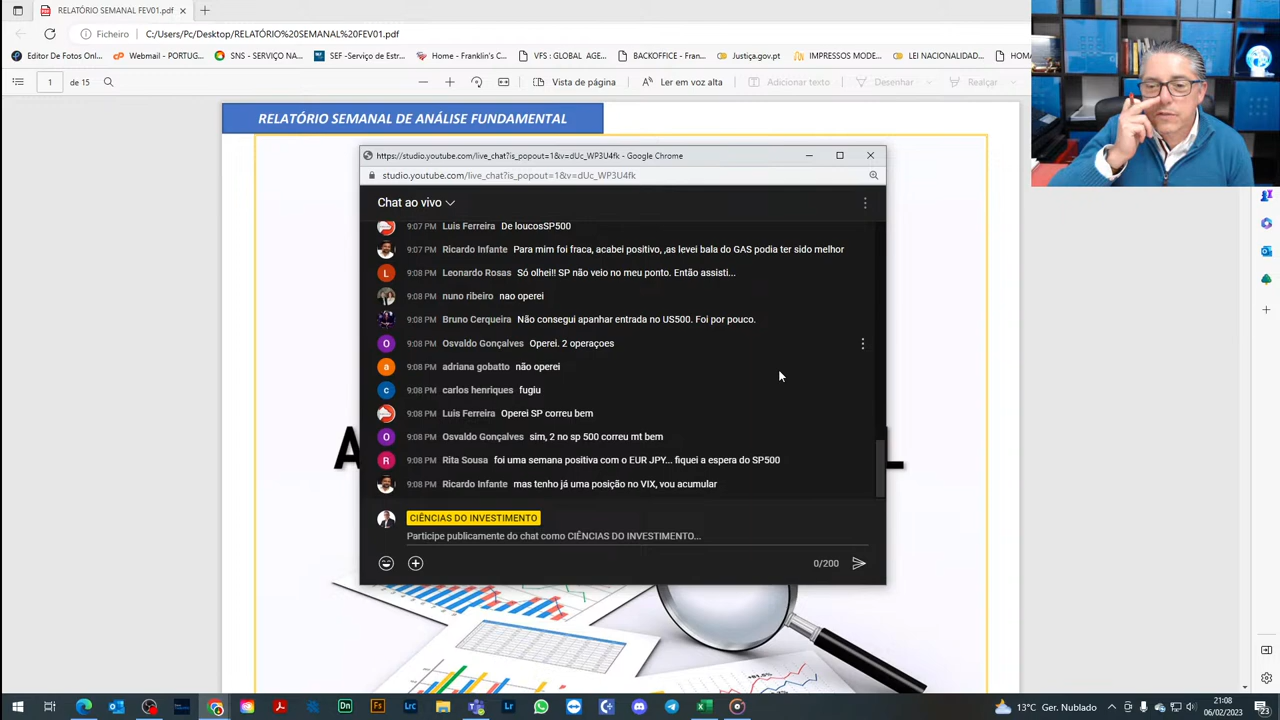 RELATÓRIO SEMANAL FEV01.pdf
Ficheiro C:/Users/Pc/Desktop/RELATÓRIO%20SEMANAL%20FEV01.pdf
Editor De Fotos Onl... Webmail - PORTUG... SNS - SERVIÇO NA... SEF -Serviço de Estr... Home - Franklin's C... VFS : GLOBAL AGE... BACKOFFICE - Fran... Justiça.gov.pt IMPRESSOS MODE... LEI NACIONALIDAD... HOMA
1 de 15 Vista de página Ler em voz alta Adicionar texto Desenhar Realçar
RELATÓRIO SEMANAL DE ANÁLISE FUNDAMENTAL
https://studio.youtube.com/live_chat?is_popout=1&v=dUc_WP3U4fk - Google Chrome
studio.youtube.com/live_chat?is_popout=1&v=dUc_WP3U4fk
Chat ao vivo
9:07 PM Luis Ferreira De loucosSP500
9:07 PM Ricardo Infante Para mim foi fraca, acabei positivo, ,as levei bala do GAS podia ter sido melhor
L 9:08 PM Leonardo Rosas Só olhei!! SP não veio no meu ponto. Então assisti...
9:08 PM nuno ribeiro nao operei
9:08 PM Bruno Cerqueira Não consegui apanhar entrada no US500. Foi por pouco.
O 9:08 PM Osvaldo Gonçalves Operei. 2 operaçoes
a 9:08 PM adriana gobatto não operei
c 9:08 PM carlos henriques fugiu
9:08 PM Luis Ferreira Operei SP correu bem
O 9:08 PM Osvaldo Gonçalves sim, 2 no sp 500 correu mt bem
R 9:08 PM Rita Sousa foi uma semana positiva com o EUR JPY... fiquei a espera do SP500
9:08 PM Ricardo Infante mas tenho já uma posição no VIX, vou acumular
CIÊNCIAS DO INVESTIMENTO
Participe publicamente do chat como CIÊNCIAS DO INVESTIMENTO...
0/200
Dn Fs Lrc Lr
13°C Ger. Nublado
21:08
06/02/2023
23